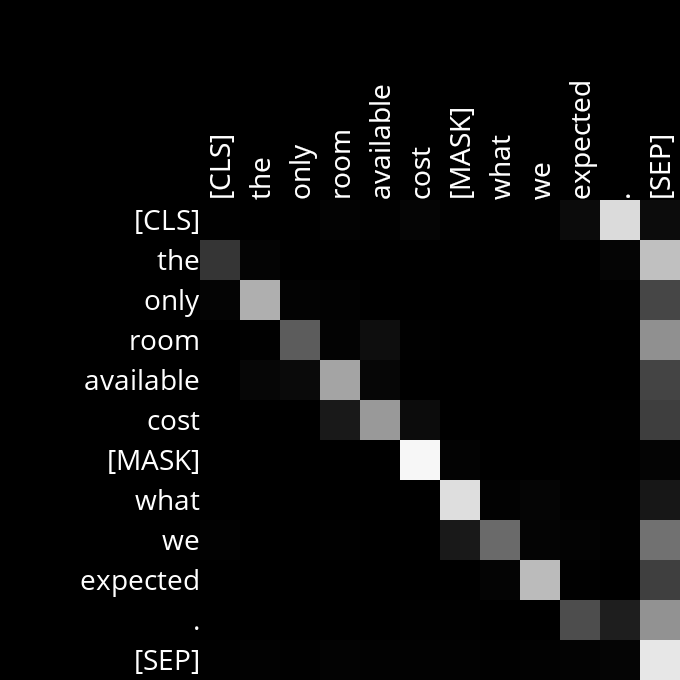 [CLS]
the
only
room
available
cost
[MASK]
what
we
expected
.
[SEP]
[CLS]
the
only
room
available
cost
[MASK]
what
we
expected
.
[SEP]